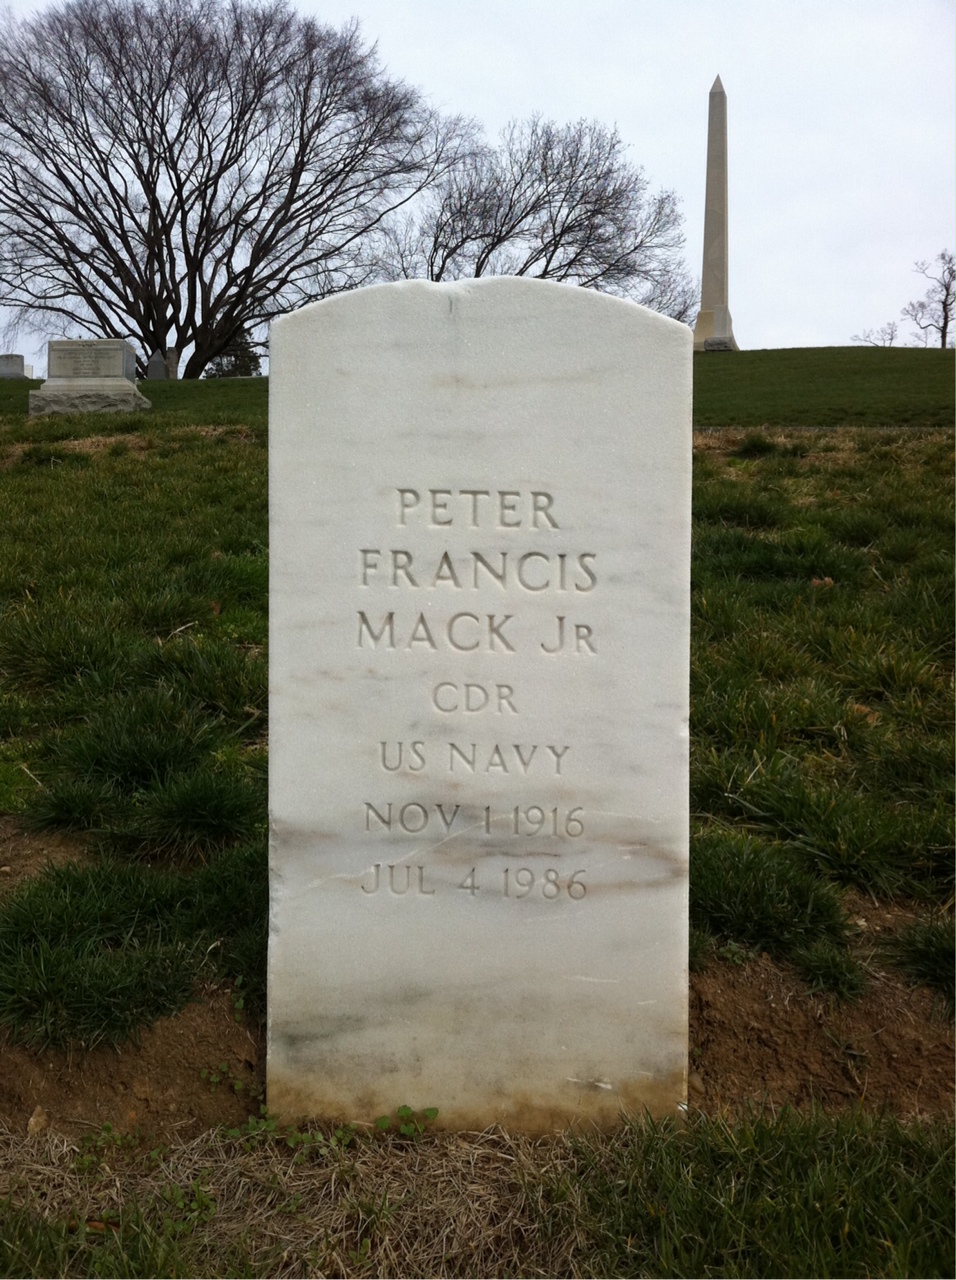 PETER
FRANCIS
MACK JR
CDR
US NAVY
NOV 1 1916
JUL 4 1986